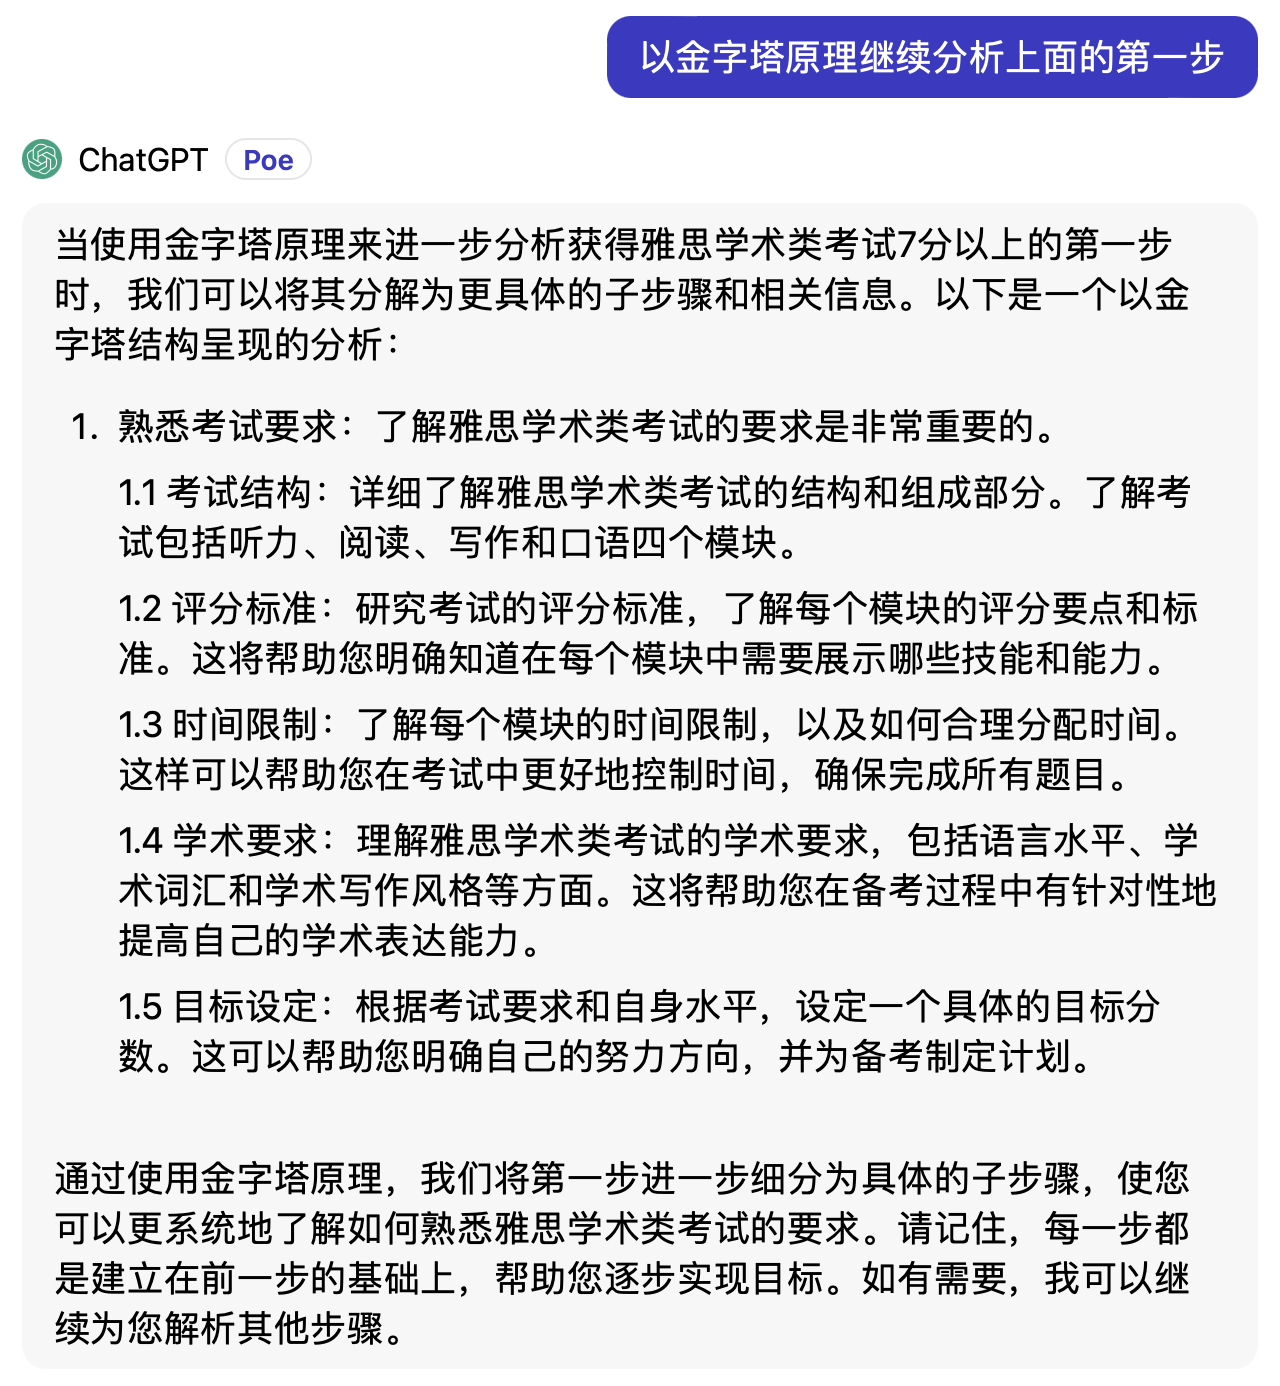 以金字塔原理继续分析上面的第一步
ChatGPT Poe
当使用金字塔原理来进一步分析获得雅思学术类考试7分以上的第一步
时，我们可以将其分解为更具体的子步骤和相关信息。以下是一个以金
字塔结构呈现的分析：
1. 熟悉考试要求：了解雅思学术类考试的要求是非常重要的。
1.1 考试结构：详细了解雅思学术类考试的结构和组成部分。了解考
试包括听力、阅读、写作和口语四个模块。
1.2 评分标准：研究考试的评分标准，了解每个模块的评分要点和标
准。这将帮助您明确知道在每个模块中需要展示哪些技能和能力。
1.3 时间限制：了解每个模块的时间限制，以及如何合理分配时间。
这样可以帮助您在考试中更好地控制时间，确保完成所有题目。
1.4 学术要求：理解雅思学术类考试的学术要求，包括语言水平、学
术词汇和学术写作风格等方面。这将帮助您在备考过程中有针对性地
提高自己的学术表达能力。
1.5 目标设定：根据考试要求和自身水平，设定一个具体的目标分
数。这可以帮助您明确自己的努力方向，并为备考制定计划。
通过使用金字塔原理，我们将第一步进一步细分为具体的子步骤，使您
可以更系统地了解如何熟悉雅思学术类考试的要求。请记住，每一步都
是建立在前一步的基础上，帮助您逐步实现目标。如有需要，我可以继
续为您解析其他步骤。